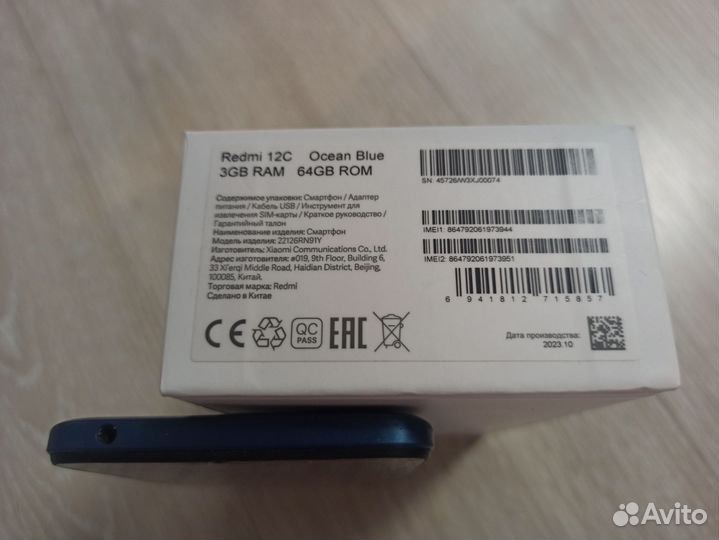 Redmi 12C Ocean Blue
3GB RAM 64GB ROM
Содержимое упаковки: Смартфон / Адаптер
питания / Кабель USB / Инструмент для
извлечения SIM-карты / Краткое руководство /
Гарантийный талон
Наименование изделия: Смартфон
Модель изделия: 22126RN91Y
Изготовитель: Xiaomi Communications Co., Ltd.
Адрес изготовителя: #019, 9th Floor, Building 6,
33 Xi'erqi Middle Road, Haidian District, Beijing,
100085, Китай.
Торговая марка: Redmi
Сделано в Китае
CE
QC
PASS
EAC
SN: 45726/W3XJ00074
IMEI1: 864792061973944
IMEI2: 864792061973951
6 941812 715857
Дата производства:
2023.10
Avito